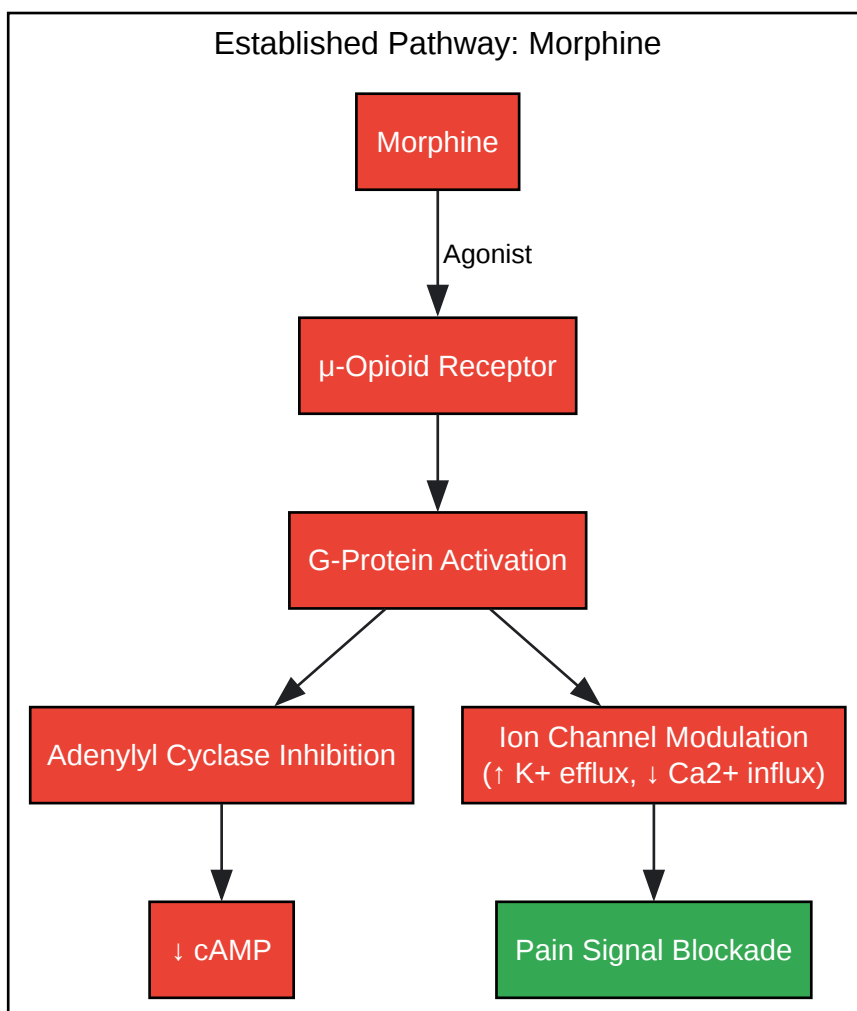 Established Pathway: Morphine
Morphine
Agonist
μ-Opioid Receptor
G-Protein Activation
Adenylyl Cyclase Inhibition
Ion Channel Modulation
(↑ K+ efflux, ↓ Ca2+ influx)
↓ cAMP
Pain Signal Blockade